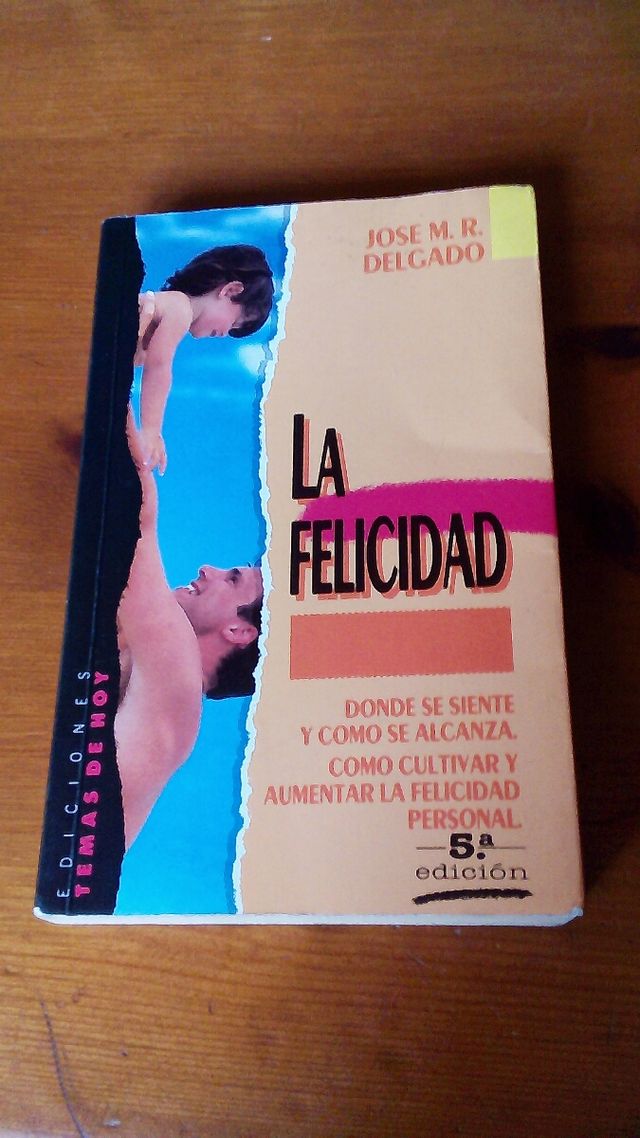 JOSE M. R.
DELGADO
LA
FELICIDAD
DONDE SE SIENTE
Y COMO SE ALCANZA.
COMO CULTIVAR Y
AUMENTAR LA FELICIDAD
PERSONAL.
5.ª
edición
EDICIONES
TEMAS DE HOY